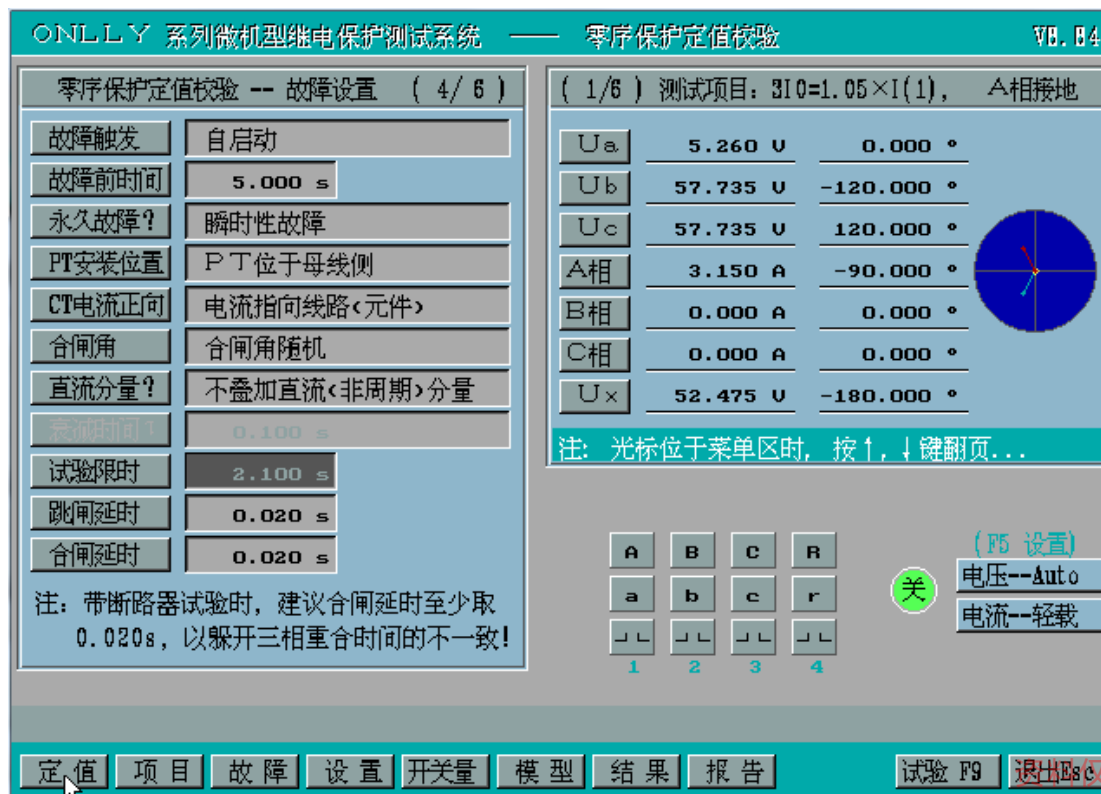 ONLLY 系列微机型继电保护测试系统 —— 零序保护定值校验 V8.04
零序保护定值校验 -- 故障设置 ( 4/ 6 )
故障触发 自启动
故障前时间 5.000 s
永久故障? 瞬时性故障
PT安装位置 PT位于母线侧
CT电流正向 电流指向线路<元件>
合闸角 合闸角随机
直流分量? 不叠加直流<非周期>分量
衰减时间τ 0.100 s
试验限时 2.100 s
跳闸延时 0.020 s
合闸延时 0.020 s
注: 带断路器试验时, 建议合闸延时至少取
0.020s, 以躲开三相重合时间的不一致!
( 1/6 ) 测试项目: 3I0=1.05×I(1), A相接地
Ua 5.260 V 0.000 °
Ub 57.735 V -120.000 °
Uc 57.735 V 120.000 °
A相 3.150 A -90.000 °
B相 0.000 A 0.000 °
C相 0.000 A 0.000 °
Ux 52.475 V -180.000 °
注: 光标位于菜单区时, 按↑,↓键翻页...
A B C R
a b c r
1 2 3 4
关
(F5 设置)
电压--Auto
电流--轻载
定 值 项 目 故 障 设 置 开关量 模 型 结 果 报 告 试验 F9 退出Esc